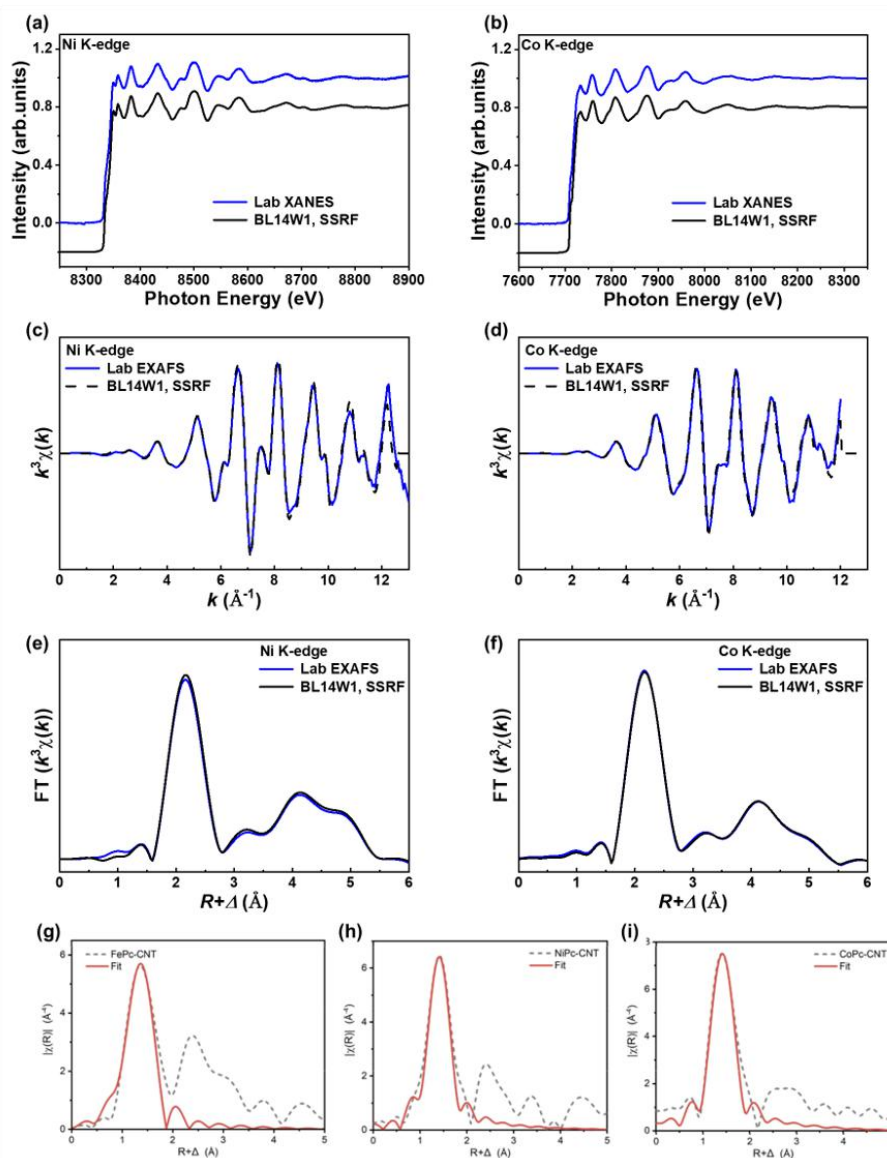 (a)
Ni K-edge
1.2
0.8
0.4
0.0
Intensity (arb.units)
Lab XANES
BL14W1, SSRF
8300 8400 8500 8600 8700 8800 8900
Photon Energy (eV)
(b)
Co K-edge
1.2
0.8
0.4
0.0
Intensity (arb.units)
Lab XANES
BL14W1, SSRF
7600 7700 7800 7900 8000 8100 8200 8300
Photon Energy (eV)
(c)
Ni K-edge
Lab EXAFS
BL14W1, SSRF
k³χ(k)
0 2 4 6 8 10 12
k (Å⁻¹)
(d)
Co K-edge
Lab EXAFS
BL14W1, SSRF
k³χ(k)
0 2 4 6 8 10 12
k (Å⁻¹)
(e)
Ni K-edge
Lab EXAFS
BL14W1, SSRF
FT (k³χ(k))
0 1 2 3 4 5 6
R+Δ (Å)
(f)
Co K-edge
Lab EXAFS
BL14W1, SSRF
FT (k³χ(k))
0 1 2 3 4 5 6
R+Δ (Å)
(g)
FePc-CNT
Fit
6
4
2
0
|χ(R)| (Å⁻⁴)
0 1 2 3 4 5
R+Δ (Å)
(h)
NiPc-CNT
Fit
6
4
2
0
|χ(R)| (Å⁻⁴)
0 1 2 3 4 5
R+Δ (Å)
(i)
CoPc-CNT
Fit
6
4
2
0
|χ(R)| (Å⁻⁴)
0 1 2 3 4
R+Δ (Å)